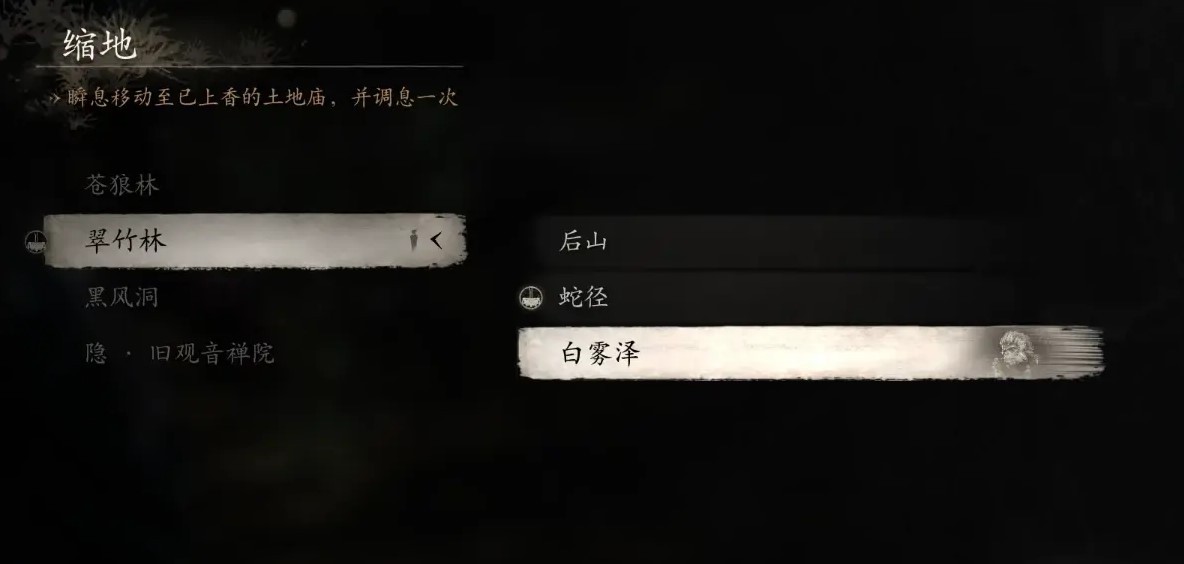 缩地
瞬息移动至已上香的土地庙，并调息一次
苍狼林
翠竹林
黑风洞
隐·旧观音禅院
后山
蛇径
白雾泽